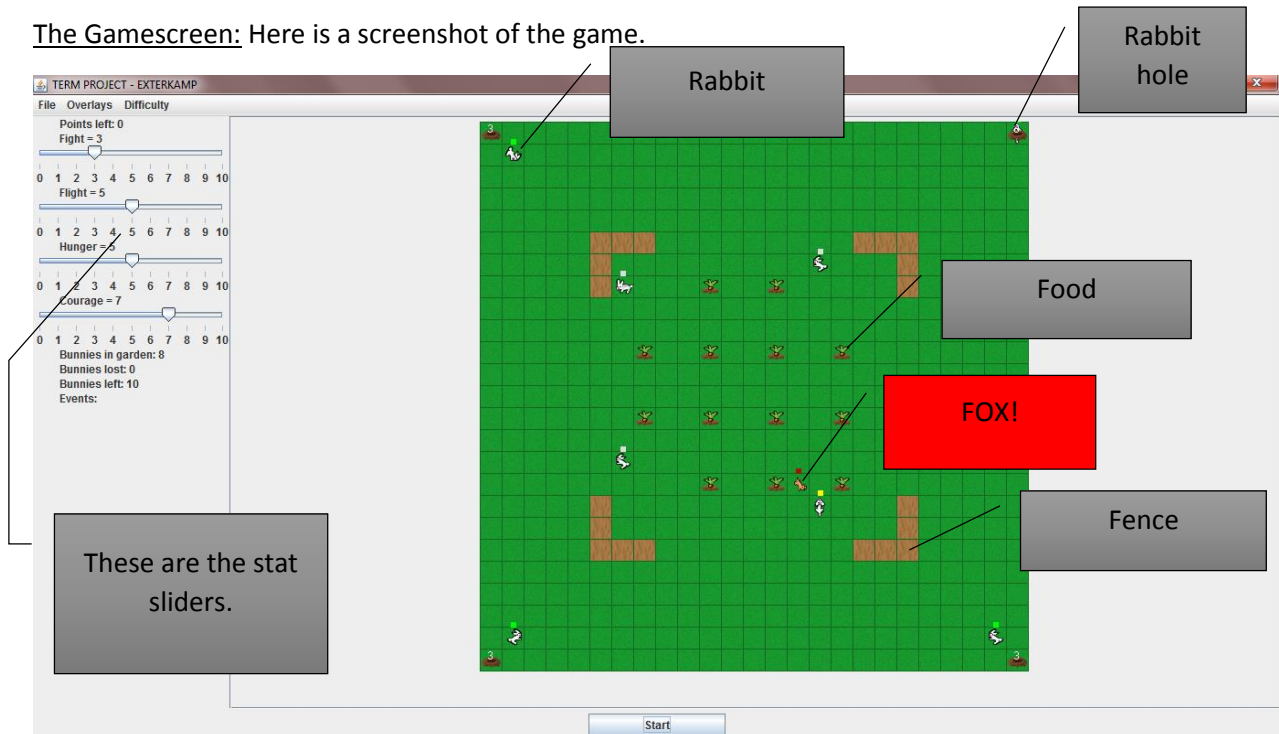 The Gamescreen: Here is a screenshot of the game.
Rabbit
Rabbit
hole
TERM PROJECT - EXTERKAMP
File Overlays Difficulty
Points left: 0
Fight = 3
0 1 2 3 4 5 6 7 8 9 10
Flight = 5
0 1 2 3 4 5 6 7 8 9 10
Hunger = 5
0 1 2 3 4 5 6 7 8 9 10
Courage = 7
0 1 2 3 4 5 6 7 8 9 10
Bunnies in garden: 8
Bunnies lost: 0
Bunnies left: 10
Events:
3
Food
FOX!
Fence
These are the stat
sliders.
3
3
Start